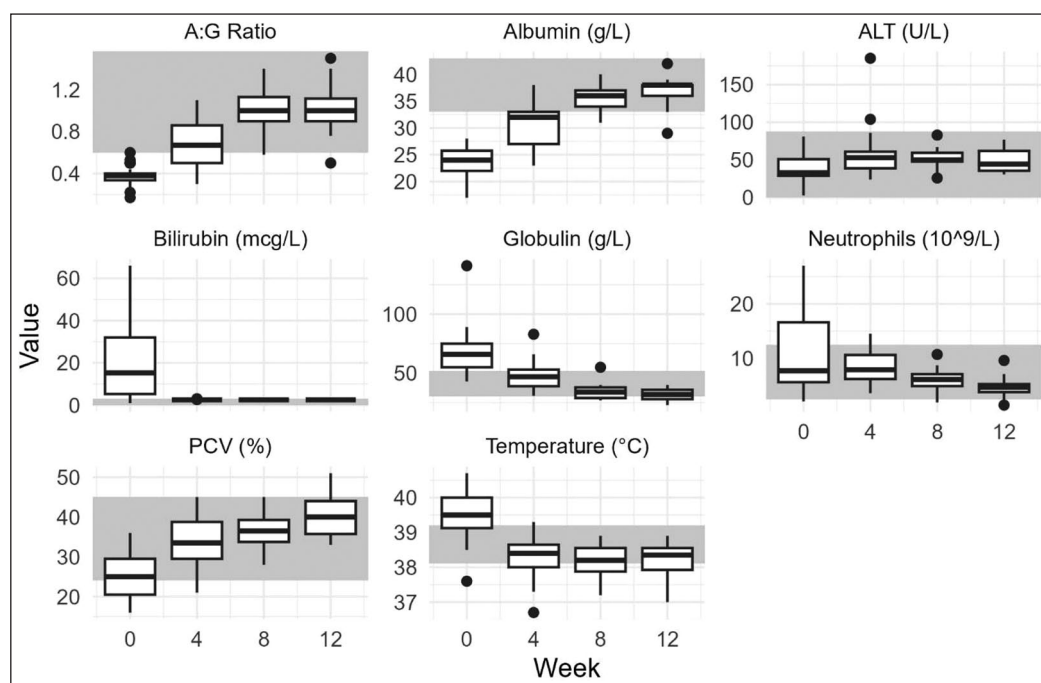 A:G Ratio
Albumin (g/L)
ALT (U/L)
1.2
0.8
0.4
40
35
30
25
20
150
100
50
0
Bilirubin (mcg/L)
Globulin (g/L)
Neutrophils (10^9/L)
Value
60
40
20
0
100
50
20
10
0 4 8 12
PCV (%)
Temperature (°C)
50
40
30
20
40
39
38
37
0 4 8 12
0 4 8 12
Week